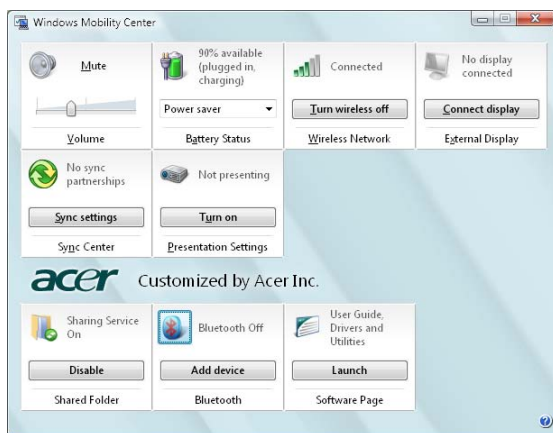 Windows Mobility Center
Mute
Volume
90% available
(plugged in,
charging)
Power saver
Battery Status
Connected
Turn wireless off
Wireless Network
No display
connected
Connect display
External Display
No sync
partnerships
Sync settings
Sync Center
Not presenting
Turn on
Presentation Settings
acer Customized by Acer Inc.
Sharing Service
On
Disable
Shared Folder
Bluetooth Off
Add device
Bluetooth
User Guide,
Drivers and
Utilities
Launch
Software Page